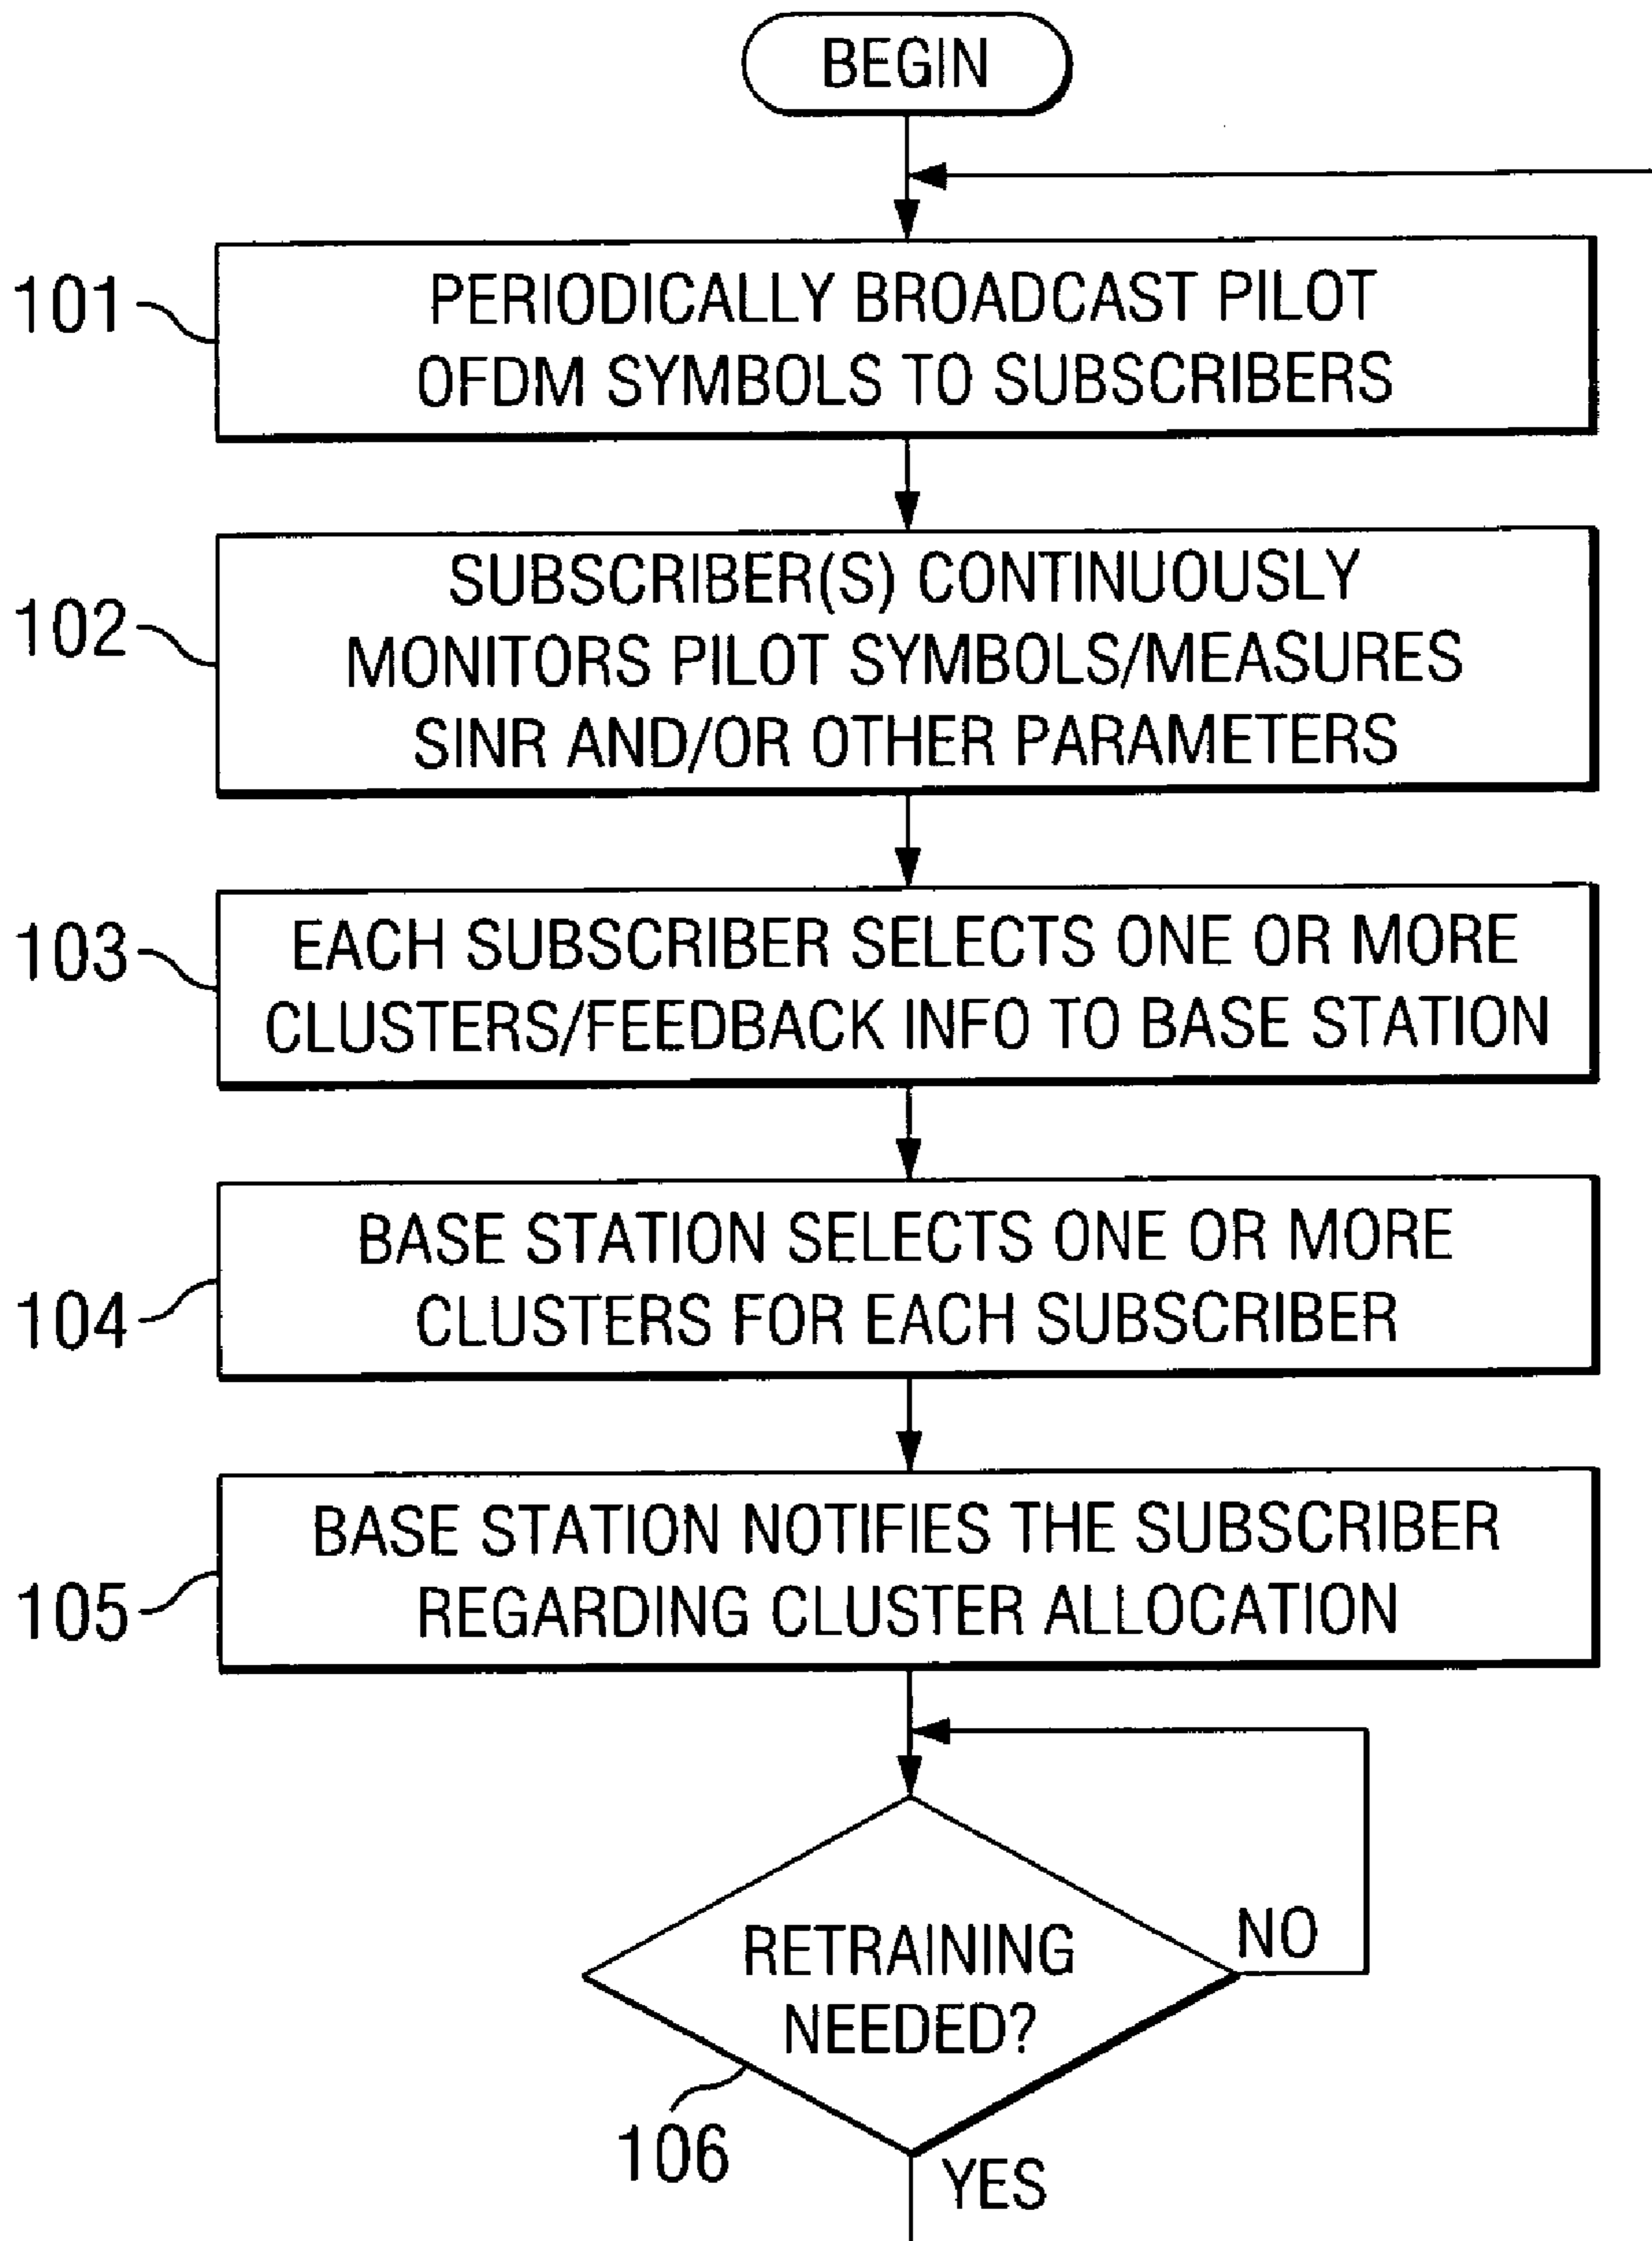 BEGIN
101
PERIODICALLY BROADCAST PILOT
OFDM SYMBOLS TO SUBSCRIBERS
102
SUBSCRIBER(S) CONTINUOUSLY
MONITORS PILOT SYMBOLS/MEASURES
SINR AND/OR OTHER PARAMETERS
103
EACH SUBSCRIBER SELECTS ONE OR MORE
CLUSTERS/FEEDBACK INFO TO BASE STATION
104
BASE STATION SELECTS ONE OR MORE
CLUSTERS FOR EACH SUBSCRIBER
105
BASE STATION NOTIFIES THE SUBSCRIBER
REGARDING CLUSTER ALLOCATION
RETRAINING
NEEDED?
NO
106
YES